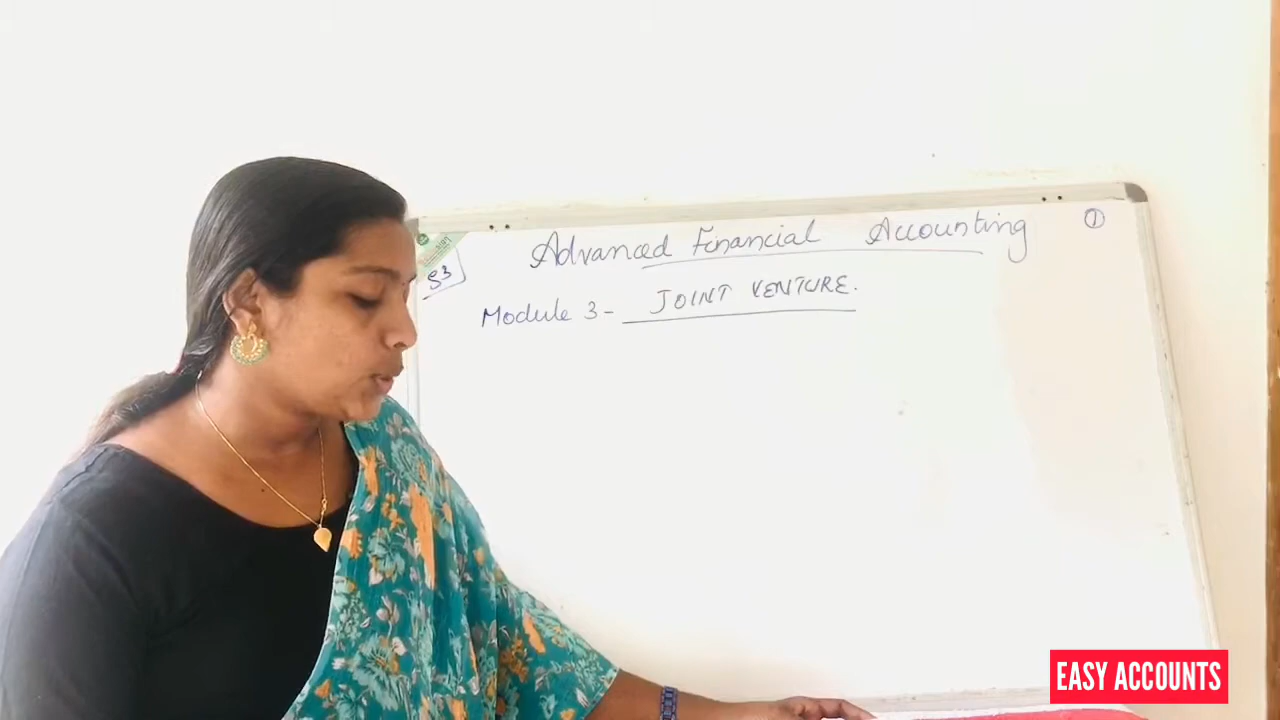 Advanced Financial Accounting
①
S3
Module 3 - JOINT VENTURE.
EASY ACCOUNTS